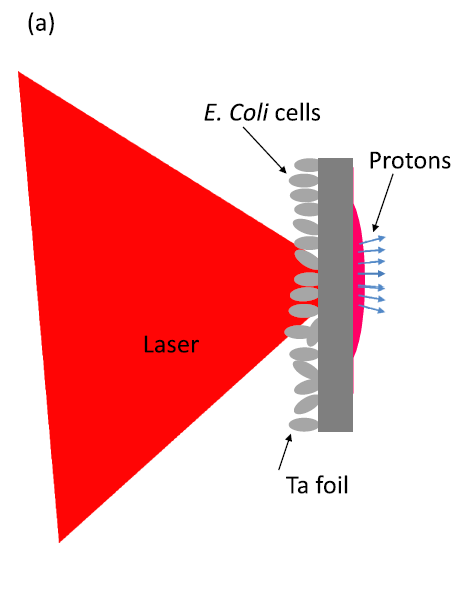 (a)
E. Coli cells
Protons
Laser
Ta foil